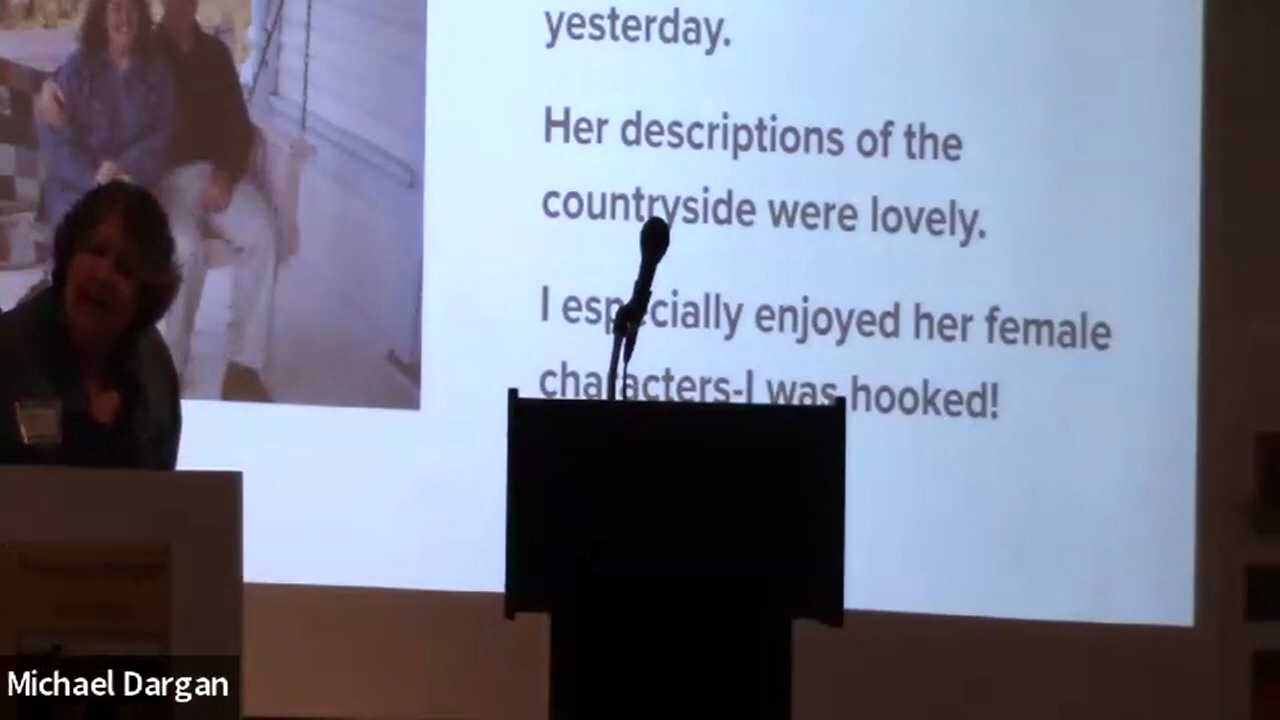 yesterday.
Her descriptions of the
countryside were lovely.
I especially enjoyed her female
characters-I was hooked!
Michael Dargan